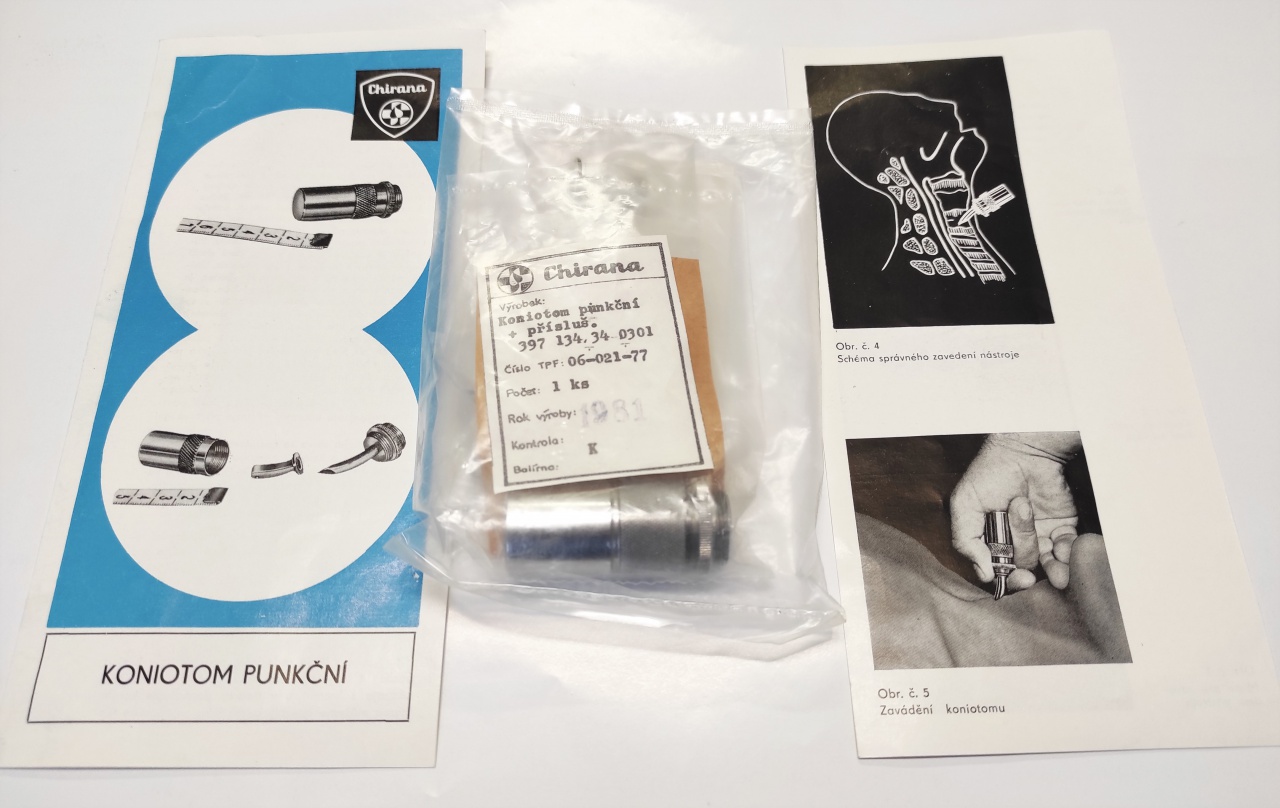 Chirana
KONIOTOM PUNKČNÍ
Chirana
Výrobek:
Koniotom punkční
+ přísluš.
397 134.34 0301
Číslo TPF: 06-021-77
Počet: 1 ks
Rok výroby: 1981
Kontrola: K
Balírna:
Obr. č. 4
Schéma správného zavedení nástroje
Obr. č. 5
Zavádění koniotomu